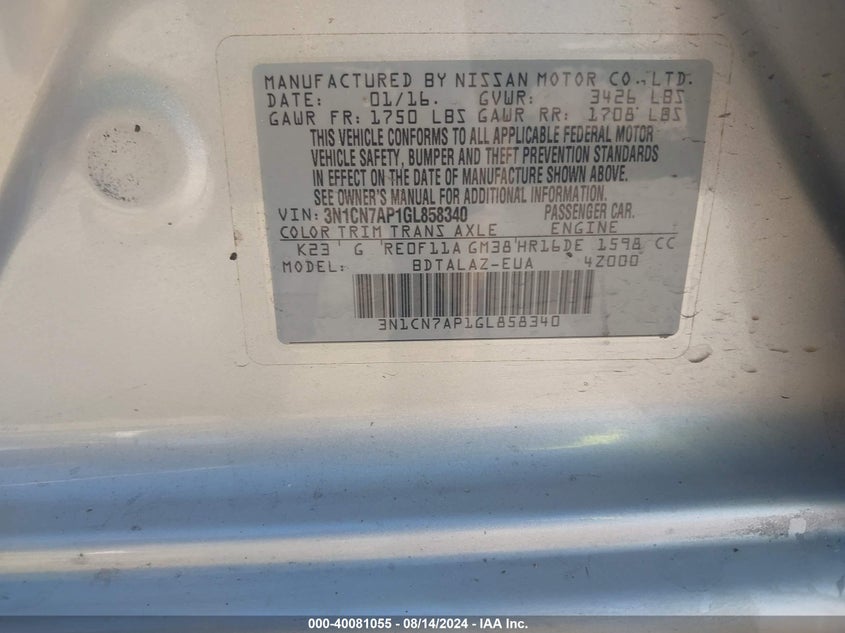 MANUFACTURED BY NISSAN MOTOR CO., LTD.
DATE: 01/16. GVWR: 3426 LBS
GAWR FR: 1750 LBS GAWR RR: 1708 LBS
THIS VEHICLE CONFORMS TO ALL APPLICABLE FEDERAL MOTOR
VEHICLE SAFETY, BUMPER AND THEFT PREVENTION STANDARDS
IN EFFECT ON THE DATE OF MANUFACTURE SHOWN ABOVE.
SEE OWNER'S MANUAL FOR ADDITIONAL INFORMATION.
VIN: 3N1CN7AP1GL858340 PASSENGER CAR.
COLOR TRIM TRANS AXLE ENGINE
K23 G RE0F11A GM38 HR16DE 1598 CC
MODEL: BDTALAZ-EUA 4Z000
3N1CN7AP1GL858340
000-40081055 — 08/14/2024 — IAA Inc.